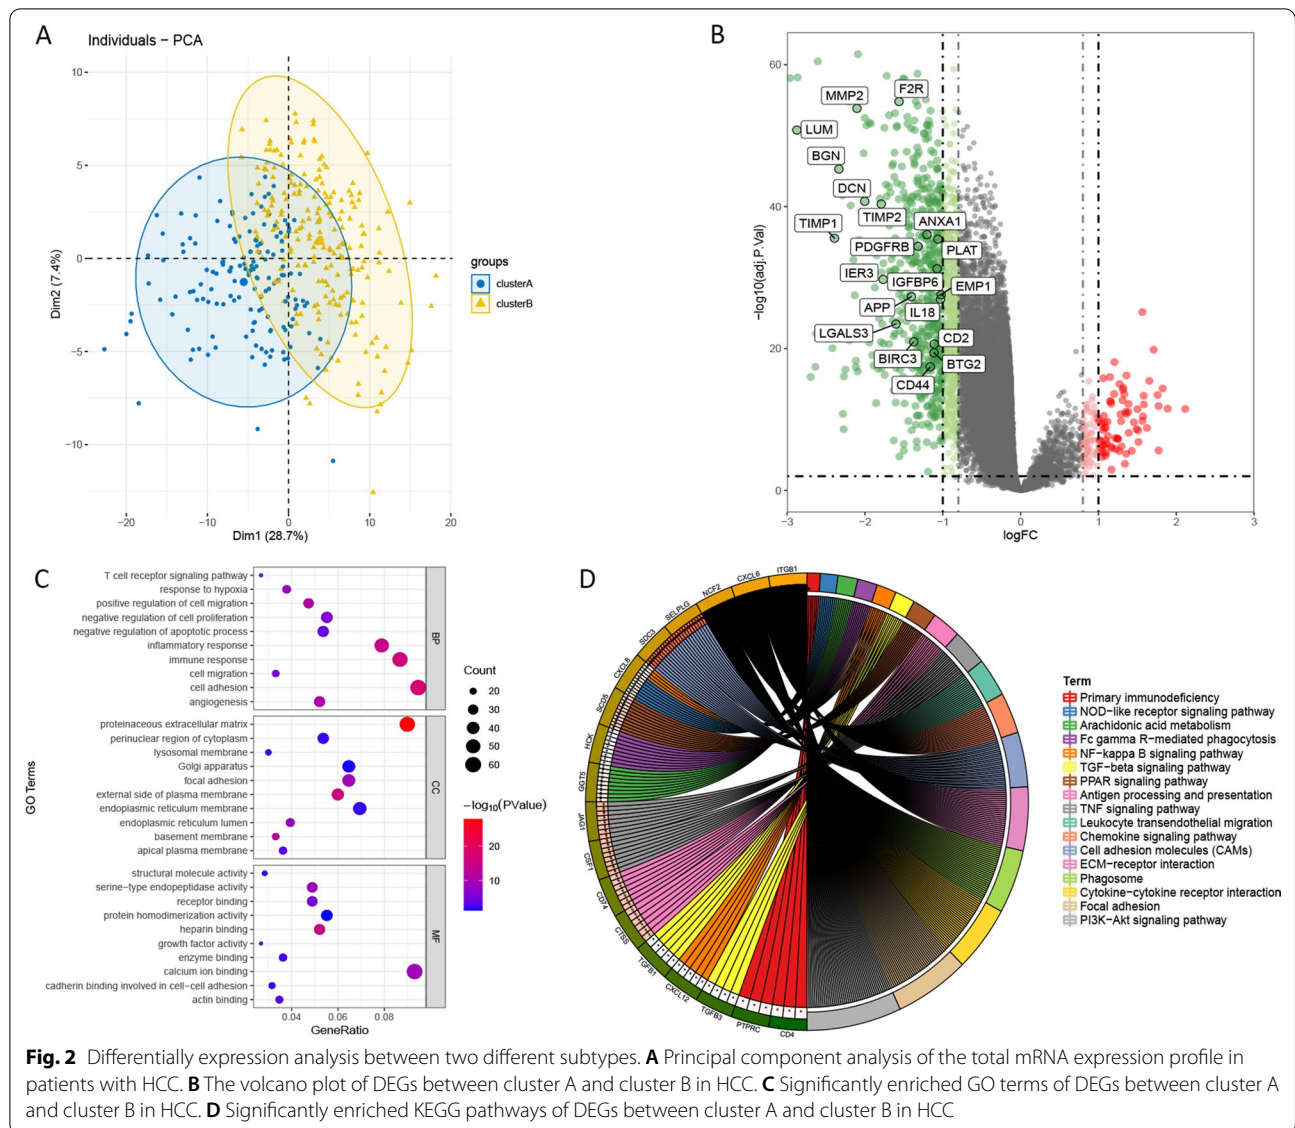 A
Individuals − PCA
10
5
0
−5
−10
Dim2 (7.4%)
−20
−10
0
10
20
Dim1 (28.7%)
groups
clusterA
clusterB
B
60
40
20
0
−log10(adj.P.Val)
−3
−2
−1
0
1
2
3
logFC
F2R
MMP2
LUM
BGN
DCN
TIMP2
TIMP1
ANXA1
PDGFRB
PLAT
IER3
IGFBP6
EMP1
APP
IL18
LGALS3
CD2
BIRC3
BTG2
CD44
C
GO Terms
T cell receptor signaling pathway
response to hypoxia
positive regulation of cell migration
negative regulation of cell proliferation
negative regulation of apoptotic process
inflammatory response
immune response
cell migration
cell adhesion
angiogenesis
BP
proteinaceous extracellular matrix
perinuclear region of cytoplasm
lysosomal membrane
Golgi apparatus
focal adhesion
external side of plasma membrane
endoplasmic reticulum membrane
endoplasmic reticulum lumen
basement membrane
apical plasma membrane
CC
structural molecule activity
serine−type endopeptidase activity
receptor binding
protein homodimerization activity
heparin binding
growth factor activity
enzyme binding
calcium ion binding
cadherin binding involved in cell−cell adhesion
actin binding
MF
0.04
0.06
0.08
GeneRatio
Count
20
30
40
50
60
−log10(PValue)
20
10
D
ITGB1
CXCL6
NCF2
SELPLG
SDC3
CXCL8
SCD5
HCK
GGT5
JAG1
CSF1
CD74
CTSS
TGFB1
CXCL12
TGFB3
PTPRC
CD4
Term
Primary immunodeficiency
NOD−like receptor signaling pathway
Arachidonic acid metabolism
Fc gamma R−mediated phagocytosis
NF−kappa B signaling pathway
TGF−beta signaling pathway
PPAR signaling pathway
Antigen processing and presentation
TNF signaling pathway
Leukocyte transendothelial migration
Chemokine signaling pathway
Cell adhesion molecules (CAMs)
ECM−receptor interaction
Phagosome
Cytokine−cytokine receptor interaction
Focal adhesion
PI3K−Akt signaling pathway
Fig. 2 Differentially expression analysis between two different subtypes. A Principal component analysis of the total mRNA expression profile in
patients with HCC. B The volcano plot of DEGs between cluster A and cluster B in HCC. C Significantly enriched GO terms of DEGs between cluster A
and cluster B in HCC. D Significantly enriched KEGG pathways of DEGs between cluster A and cluster B in HCC